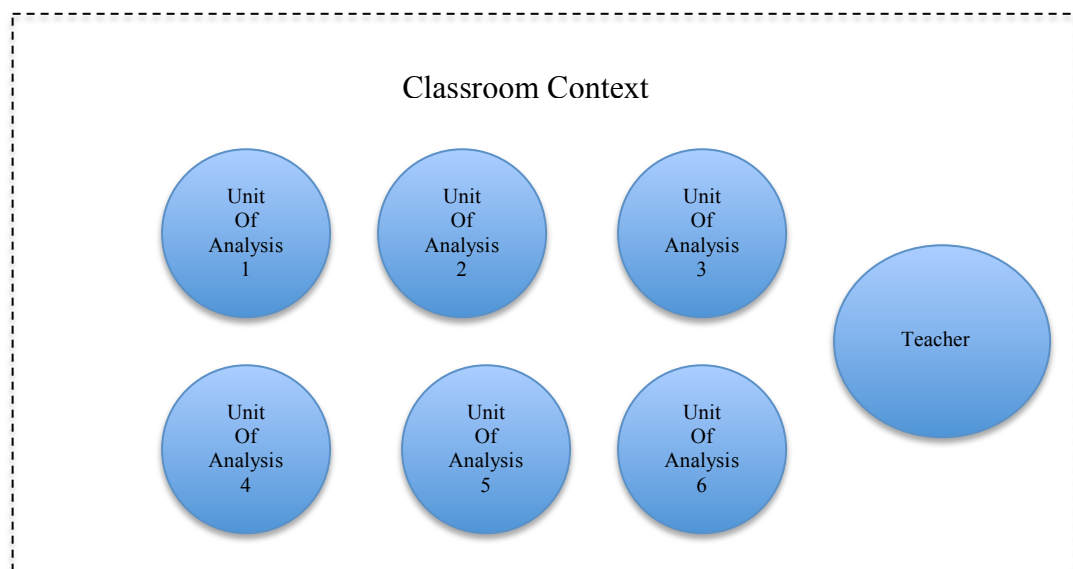 Classroom Context
Unit
Of
Analysis
1
Unit
Of
Analysis
2
Unit
Of
Analysis
3
Teacher
Unit
Of
Analysis
4
Unit
Of
Analysis
5
Unit
Of
Analysis
6